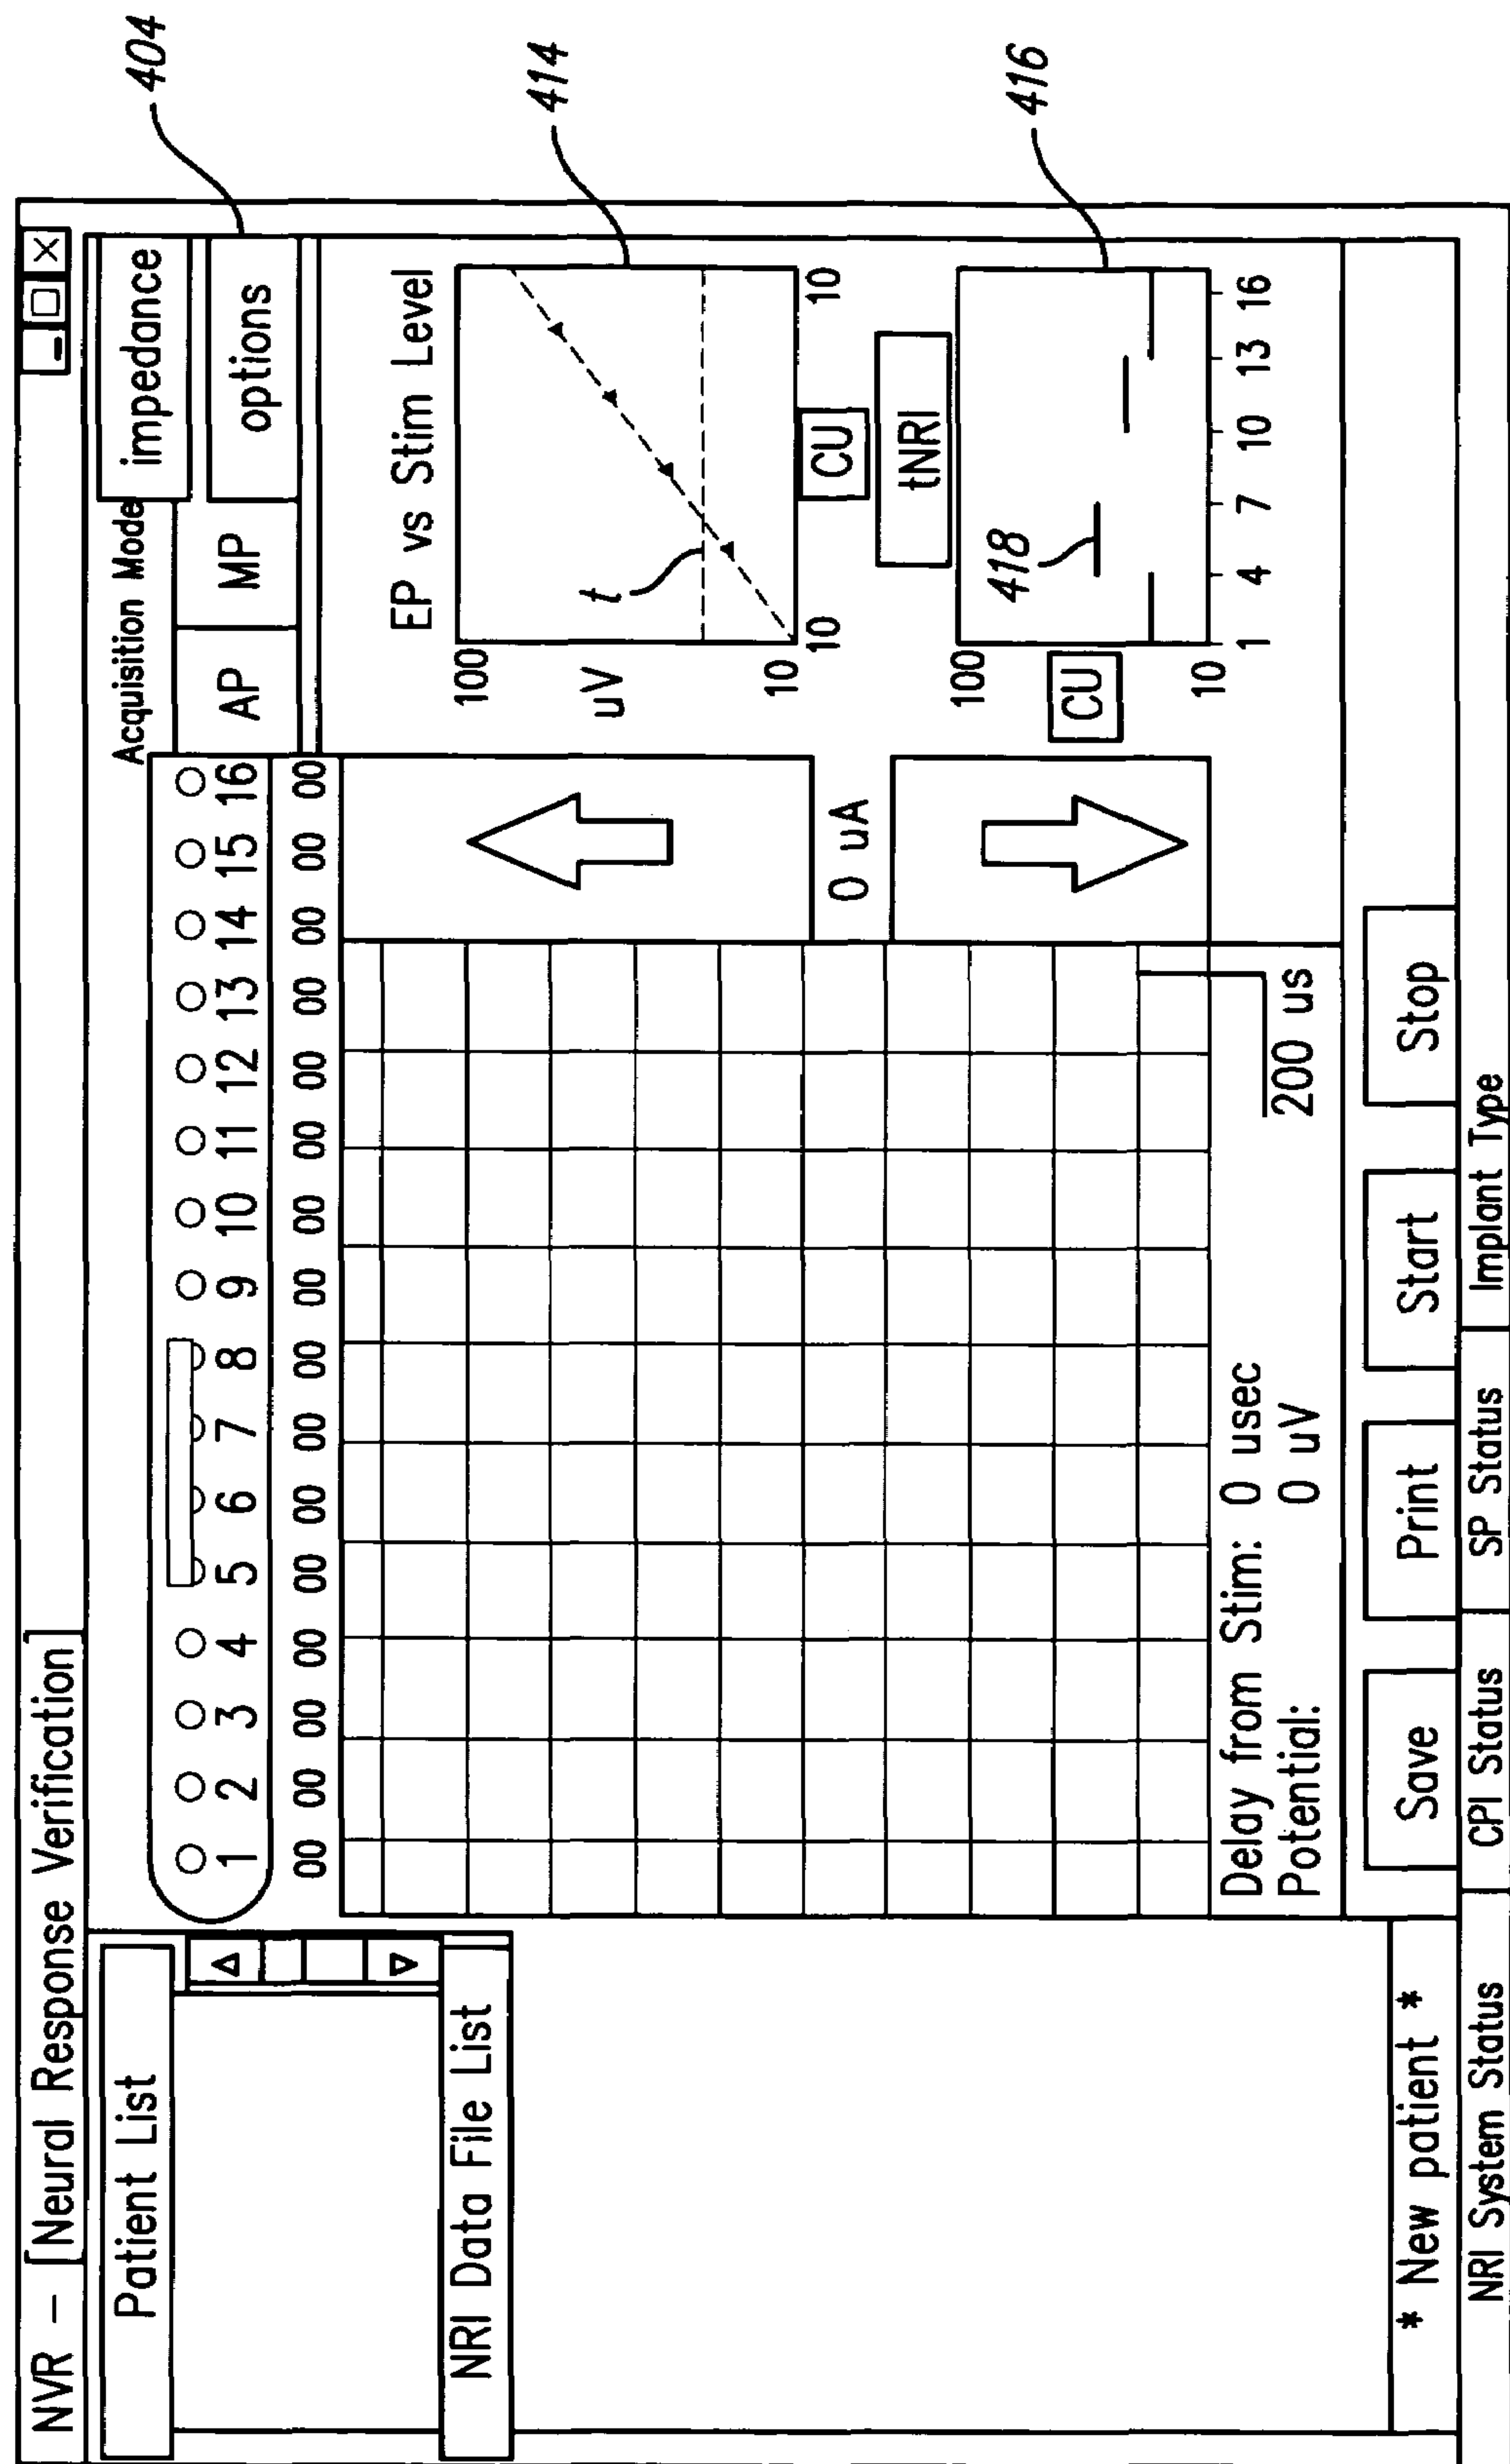 NVR – [Neural Response Verification]
Patient List
NRI Data File List
* New patient *
1 2 3 4 5 6 7 8 9 10 11 12 13 14 15 16
00 00 00 00 00 00 00 00 00 00 00 00 00 00 00 00
Acquisition Mode
AP MP
impedance
options
404
0 uA
EP vs Stim Level
100
uV
10
10 10
t
CU
414
tNRI
100
CU
10
418
1 4 7 10 13 16
416
200 us
Delay from Stim: 0 usec
Potential: 0 uV
Save Print Start Stop
NRI System Status CPI Status SP Status Implant Type